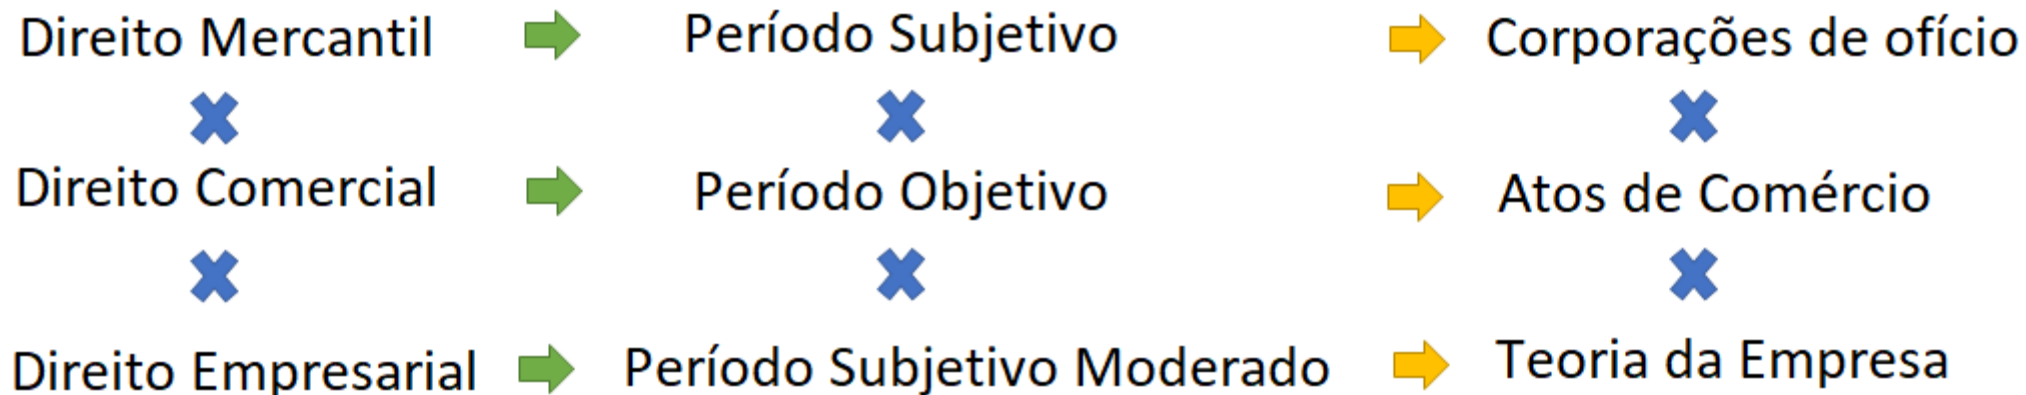 Direito Mercantil Período Subjetivo Corporações de ofício
Direito Comercial Período Objetivo Atos de Comércio
Direito Empresarial Período Subjetivo Moderado Teoria da Empresa